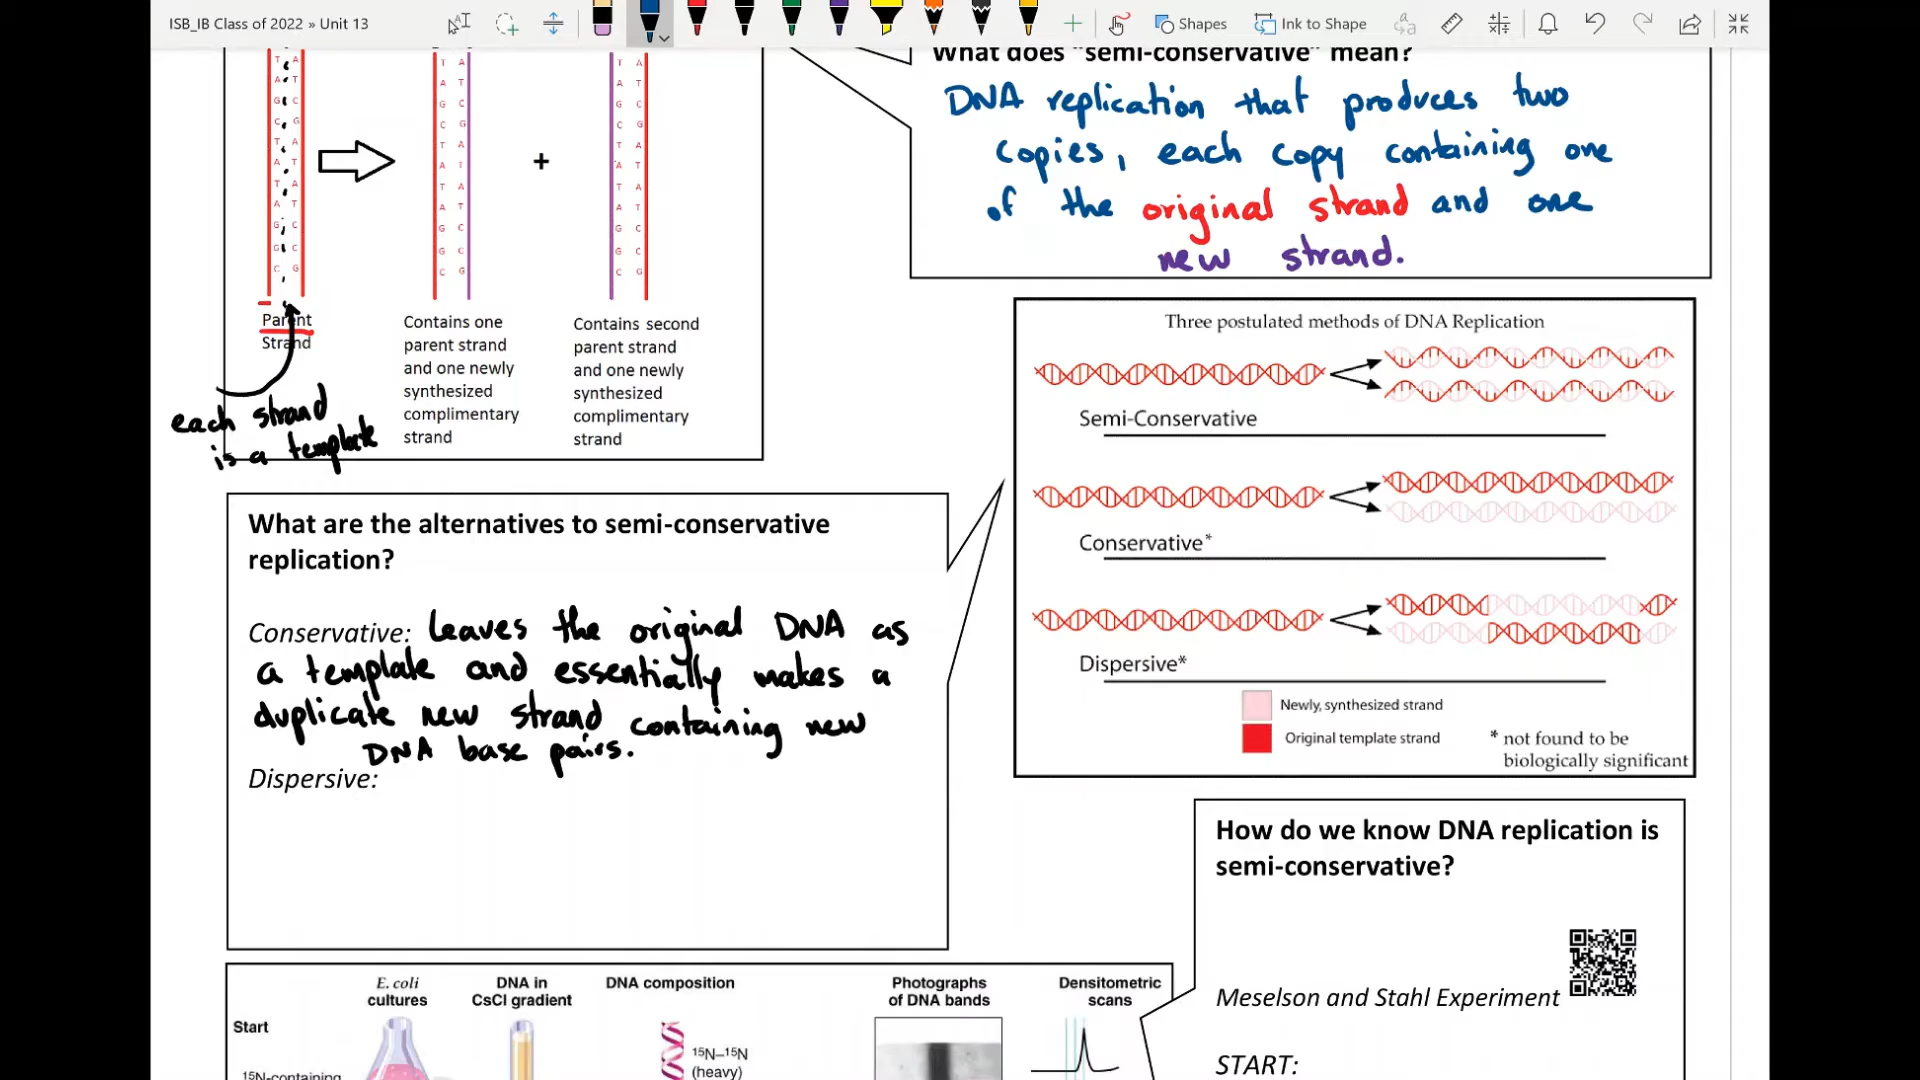 ISB_IB Class of 2022 » Unit 13
Shapes
Ink to Shape
What does "semi-conservative" mean?
DNA replication that produces two
copies, each copy containing one
of the original strand and one
new strand.
+
Parent
Strand
Contains one
parent strand
and one newly
synthesized
complimentary
strand
Contains second
parent strand
and one newly
synthesized
complimentary
strand
each strand
is a template
Three postulated methods of DNA Replication
Semi-Conservative
Conservative*
Dispersive*
Newly, synthesized strand
Original template strand
* not found to be
biologically significant
What are the alternatives to semi-conservative
replication?
Conservative: Leaves the original DNA as
a template and essentially makes a
duplicate new strand containing new
DNA base pairs.
Dispersive:
How do we know DNA replication is
semi-conservative?
Meselson and Stahl Experiment
START:
E. coli
cultures
DNA in
CsCl gradient
DNA composition
Photographs
of DNA bands
Densitometric
scans
Start
15N-containing
15N–15N
(heavy)